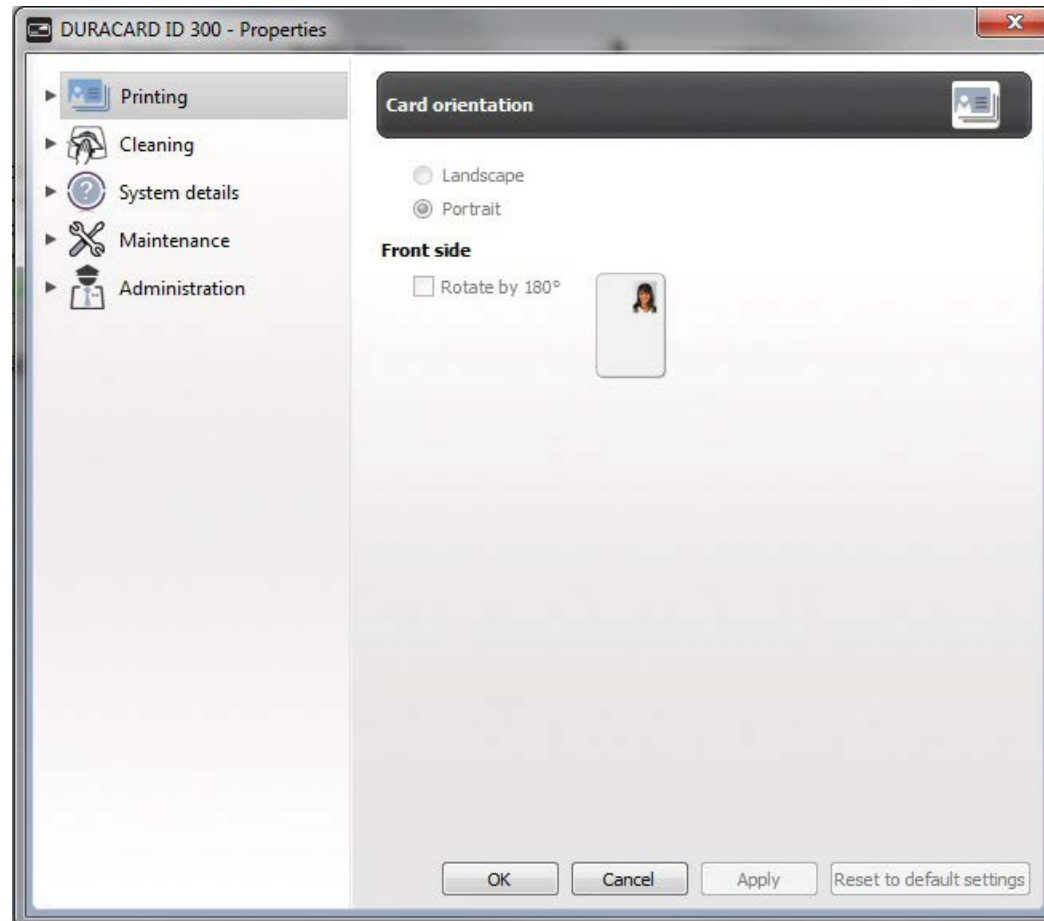 DURACARD ID 300 - Properties
Printing
Cleaning
System details
Maintenance
Administration
Card orientation
Landscape
Portrait
Front side
Rotate by 180°
OK
Cancel
Apply
Reset to default settings